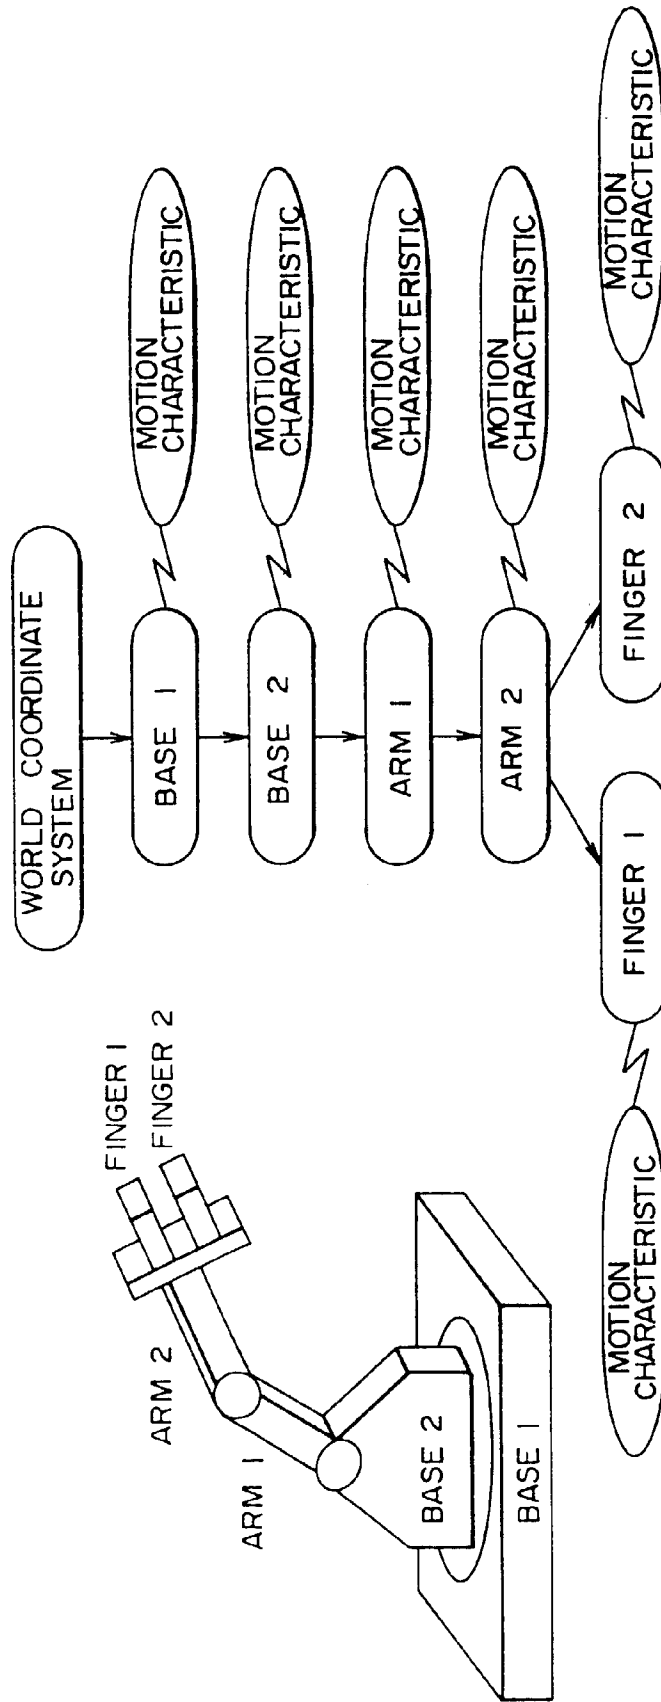 FINGER 1
FINGER 2
ARM 2
ARM 1
BASE 2
BASE 1
WORLD COORDINATE
SYSTEM
BASE 1
MOTION
CHARACTERISTIC
BASE 2
MOTION
CHARACTERISTIC
ARM 1
MOTION
CHARACTERISTIC
ARM 2
MOTION
CHARACTERISTIC
MOTION
CHARACTERISTIC
FINGER 1
FINGER 2
MOTION
CHARACTERISTIC